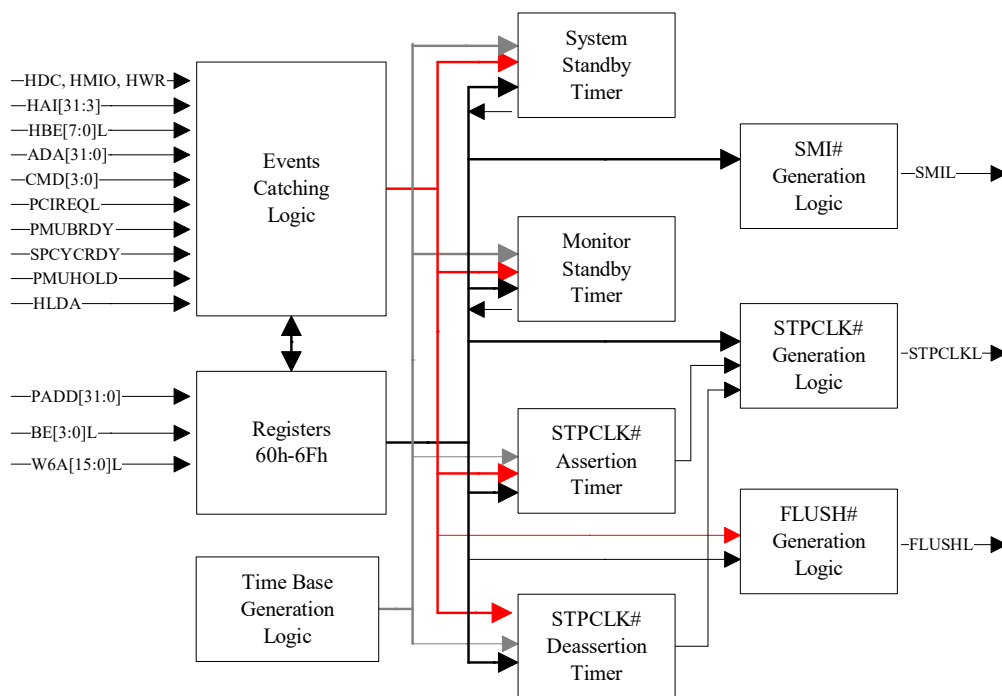 HDC, HMIO, HWR
HAI[31:3]
HBE[7:0]L
ADA[31:0]
CMD[3:0]
PCIREQL
PMUBRDY
SPCYCRDY
PMUHOLD
HLDA
Events
Catching
Logic
PADD[31:0]
BE[3:0]L
W6A[15:0]L
Registers
60h-6Fh
Time Base
Generation
Logic
System
Standby
Timer
Monitor
Standby
Timer
STPCLK#
Assertion
Timer
STPCLK#
Deassertion
Timer
SMI#
Generation
Logic
SMIL
STPCLK#
Generation
Logic
STPCLKL
FLUSH#
Generation
Logic
FLUSHL